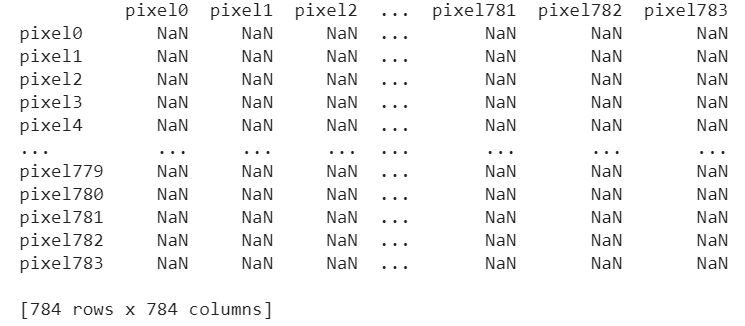 pixel0 pixel1 pixel2 ... pixel781 pixel782 pixel783
pixel0 NaN NaN NaN ... NaN NaN NaN
pixel1 NaN NaN NaN ... NaN NaN NaN
pixel2 NaN NaN NaN ... NaN NaN NaN
pixel3 NaN NaN NaN ... NaN NaN NaN
pixel4 NaN NaN NaN ... NaN NaN NaN
... ... ... ... ... ... ... ...
pixel779 NaN NaN NaN ... NaN NaN NaN
pixel780 NaN NaN NaN ... NaN NaN NaN
pixel781 NaN NaN NaN ... NaN NaN NaN
pixel782 NaN NaN NaN ... NaN NaN NaN
pixel783 NaN NaN NaN ... NaN NaN NaN
[784 rows x 784 columns]